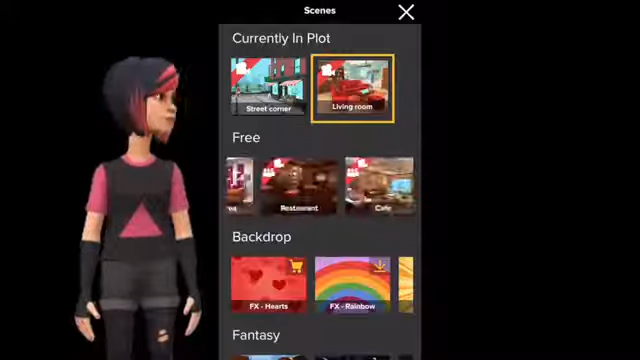 Scenes
Currently In Plot
Street corner
Living room
Free
Restaurant
Cafe
Backdrop
FX - Hearts
FX - Rainbow
Fantasy